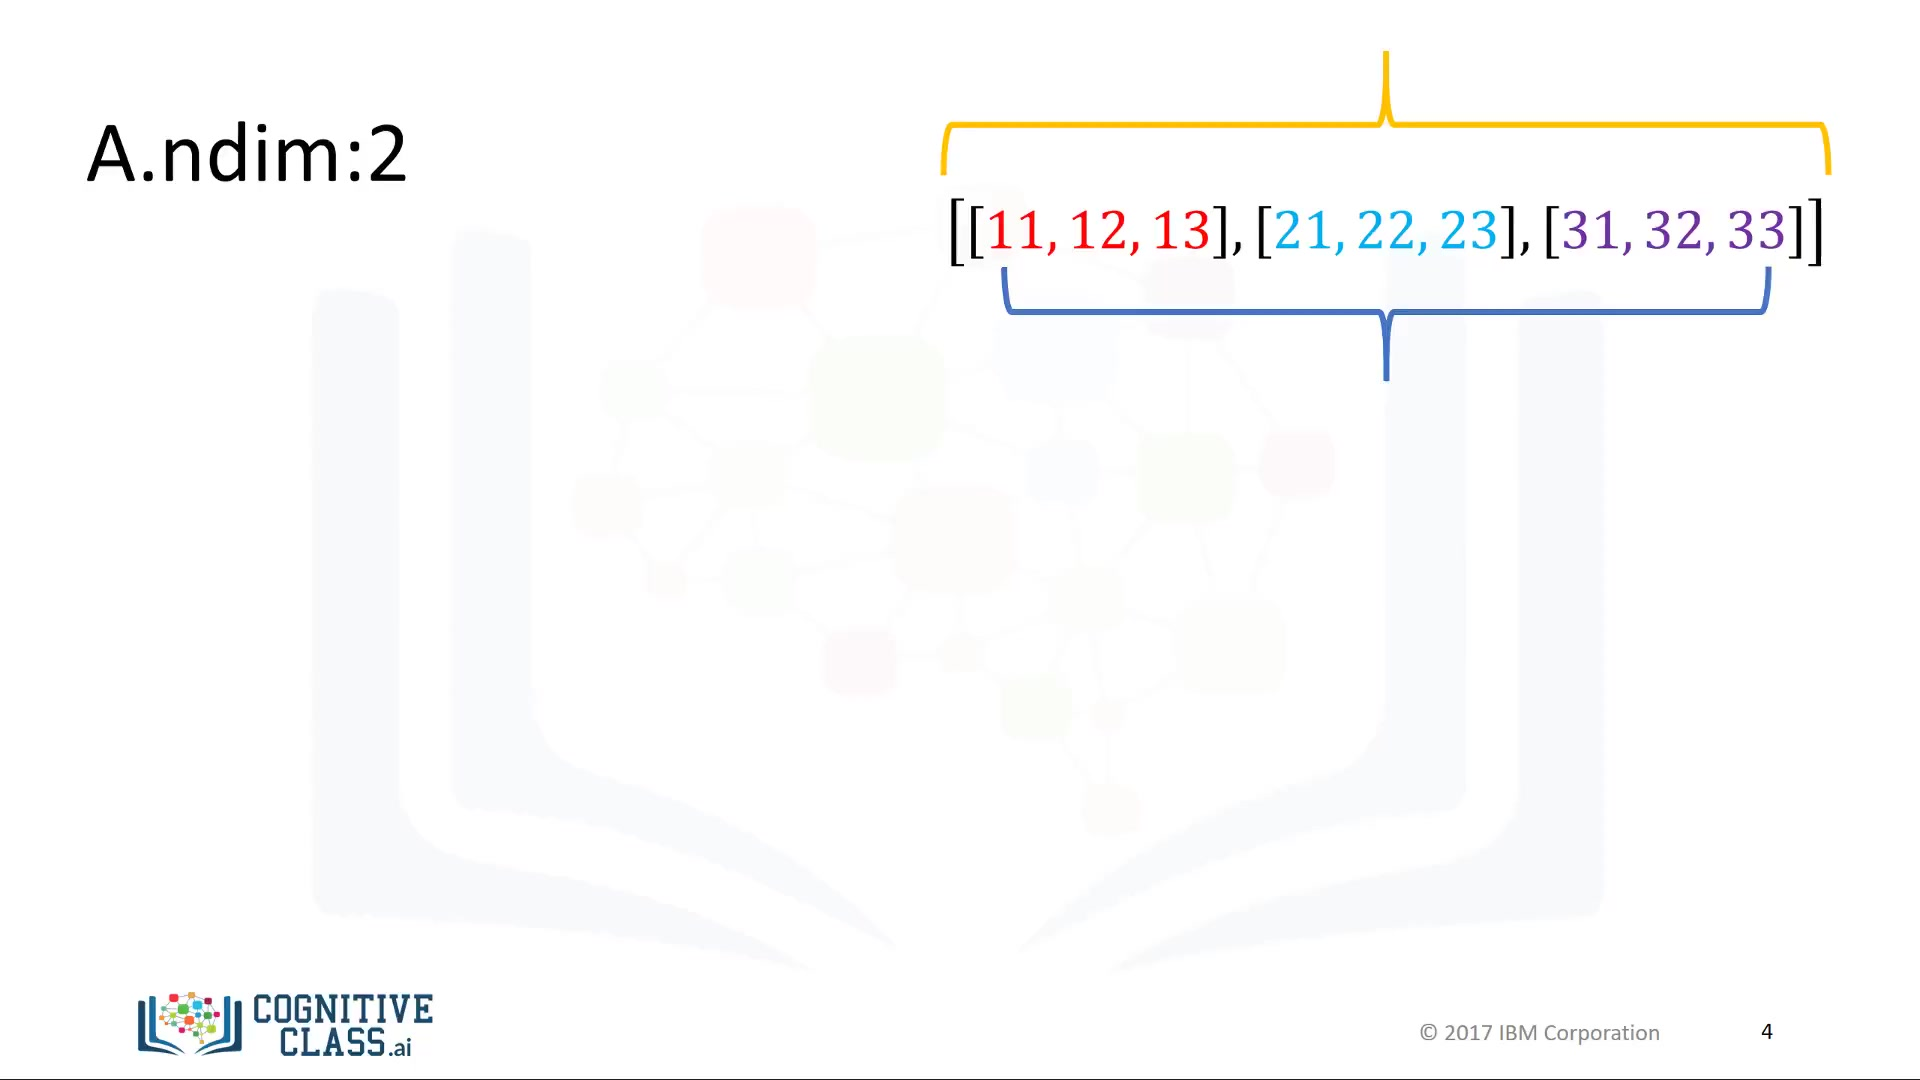 A.ndim:2
[[11, 12, 13], [21, 22, 23], [31, 32, 33]]
COGNITIVE
CLASS.ai
© 2017 IBM Corporation
4